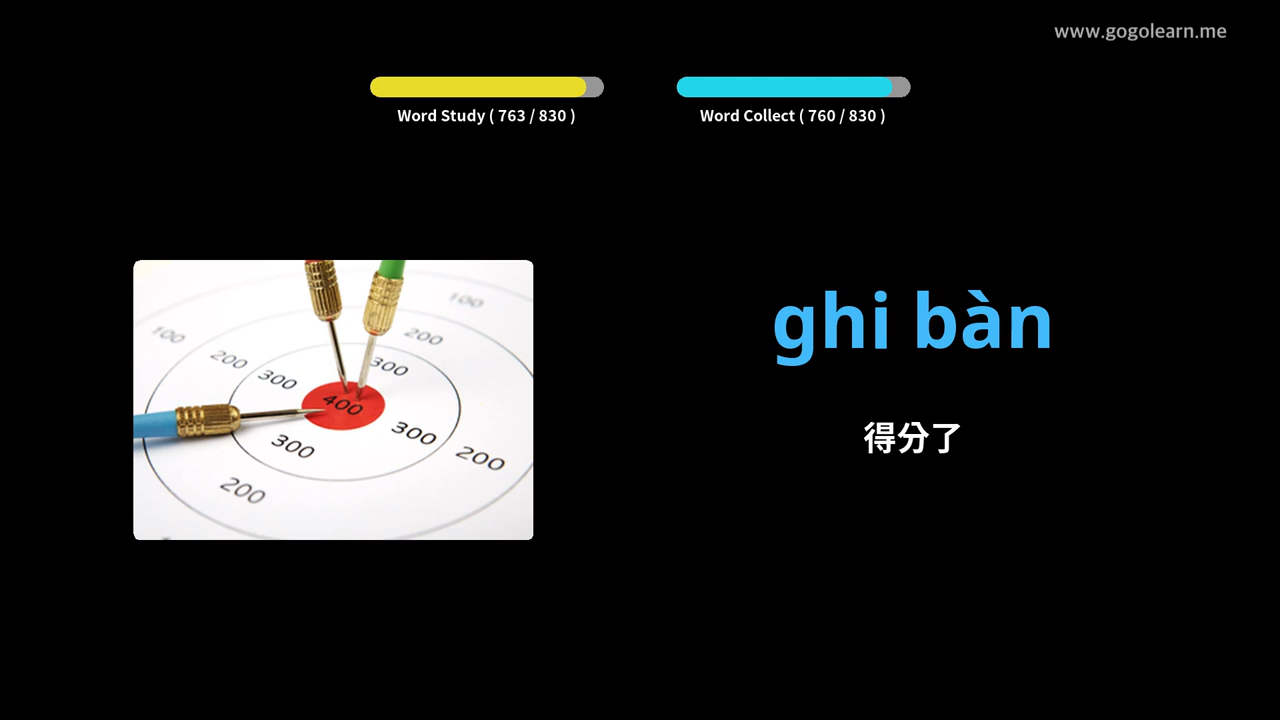 www.gogolearn.me
Word Study ( 763 / 830 )
Word Collect ( 760 / 830 )
100
100
200
200
300
300
400
300
300
200
200
ghi bàn
得分了